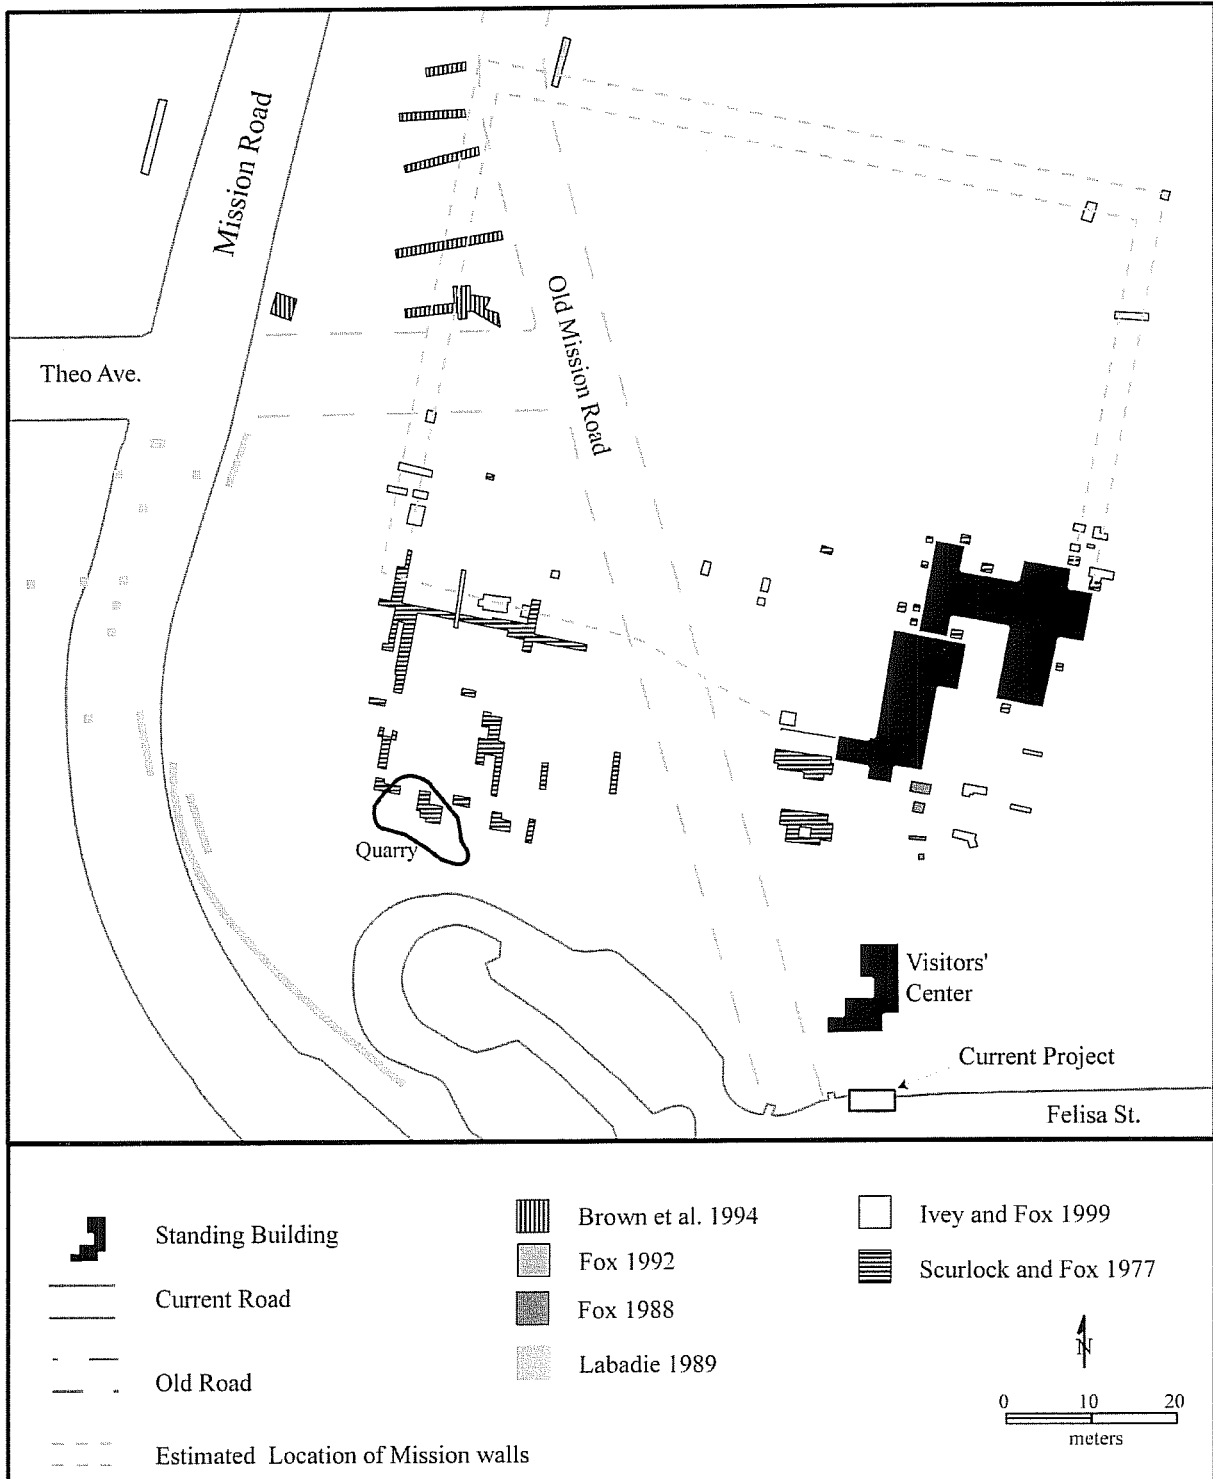 Mission Road
Old Mission Road
Theo Ave.
Quarry
Visitors'
Center
Current Project
Felisa St.
Standing Building
Current Road
Old Road
Estimated Location of Mission walls
Brown et al. 1994
Fox 1992
Fox 1988
Labadie 1989
Ivey and Fox 1999
Scurlock and Fox 1977
N
0 10 20
meters